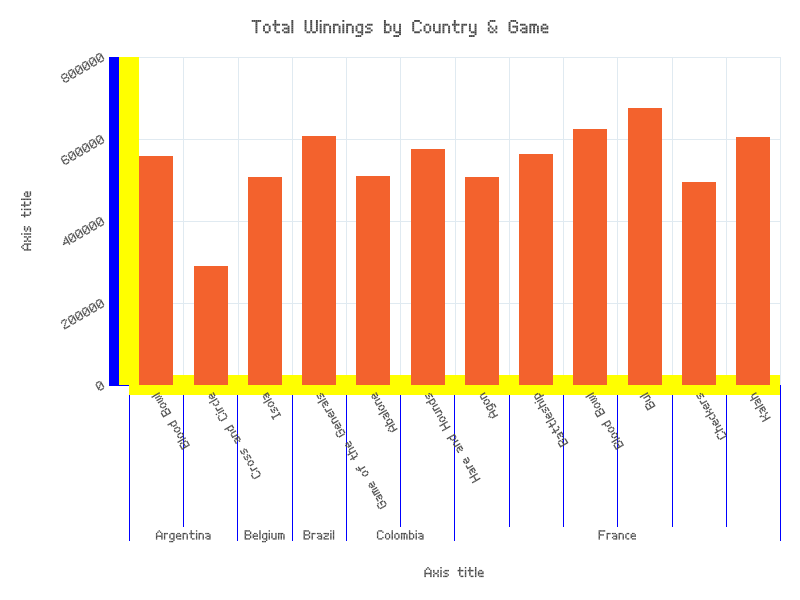 Total Winnings by Country & Game
800000
600000
400000
200000
0
Axis title
Blood Bowl
Cross and Circle
Isola
Game of the Generals
Abalone
Hare and Hounds
Agon
Battleship
Blood Bowl
Bul
Checkers
Kalah
Argentina
Belgium
Brazil
Colombia
France
Axis title